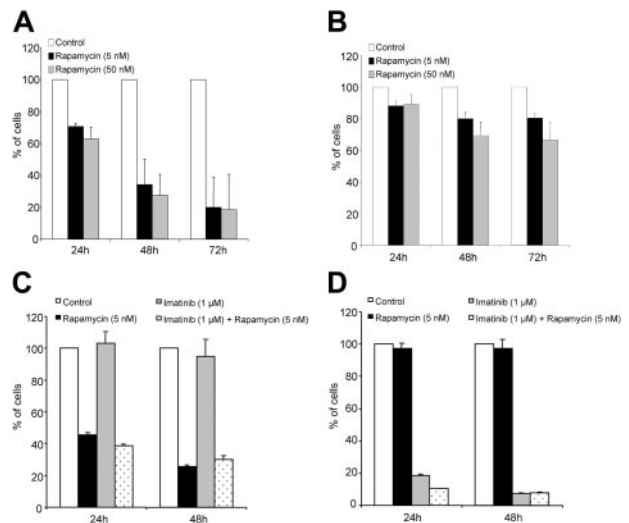 A
Control
Rapamycin (5 nM)
Rapamycin (50 nM)
120
100
80
60
40
20
0
% of cells
24h
48h
72h
B
Control
Rapamycin (5 nM)
Rapamycin (50 nM)
120
100
80
60
40
20
0
% of cells
24h
48h
72h
C
Control
Imatinib (1 µM)
Rapamycin (5 nM)
Imatinib (1 µM) + Rapamycin (5 nM)
120
100
80
60
40
20
0
% of cells
24h
48h
D
Control
Imatinib (1 µM)
Rapamycin (5 nM)
Imatinib (1 µM) + Rapamycin (5 nM)
120
100
80
60
40
20
0
% of cells
24h
48h